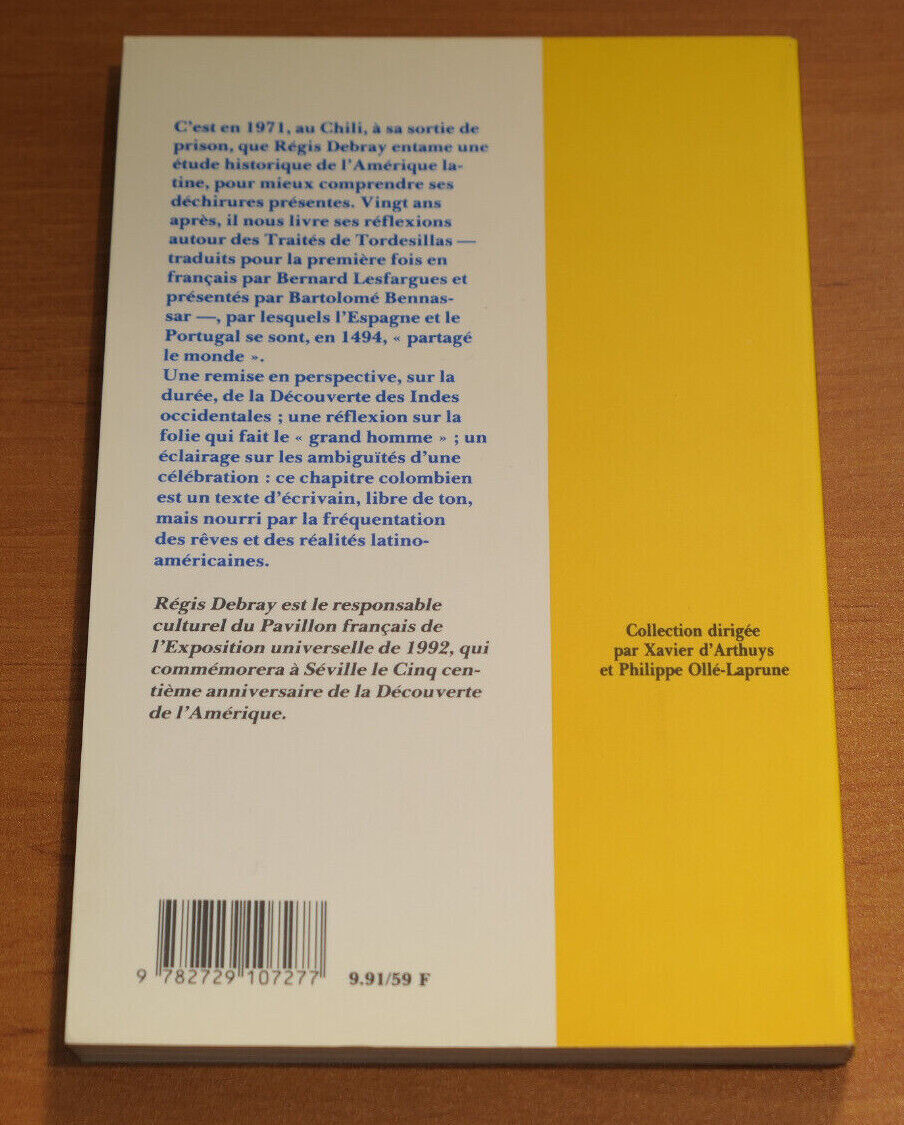 C'est en 1971, au Chili, à sa sortie de
prison, que Régis Debray entame une
étude historique de l'Amérique la-
tine, pour mieux comprendre ses
déchirures présentes. Vingt ans
après, il nous livre ses réflexions
autour des Traités de Tordesillas —
traduits pour la première fois en
français par Bernard Lesfargues et
présentés par Bartolomé Bennas-
sar —, par lesquels l'Espagne et le
Portugal se sont, en 1494, « partagé
le monde ».
Une remise en perspective, sur la
durée, de la Découverte des Indes
occidentales ; une réflexion sur la
folie qui fait le « grand homme » ; un
éclairage sur les ambiguïtés d'une
célébration : ce chapitre colombien
est un texte d'écrivain, libre de ton,
mais nourri par la fréquentation
des rêves et des réalités latino-
américaines.
Régis Debray est le responsable
culturel du Pavillon français de
l'Exposition universelle de 1992, qui
commémorera à Séville le Cinq cen-
tième anniversaire de la Découverte
de l'Amérique.
Collection dirigée
par Xavier d'Arthuys
et Philippe Ollé-Laprune
9 782729 107277
9.91/59 F